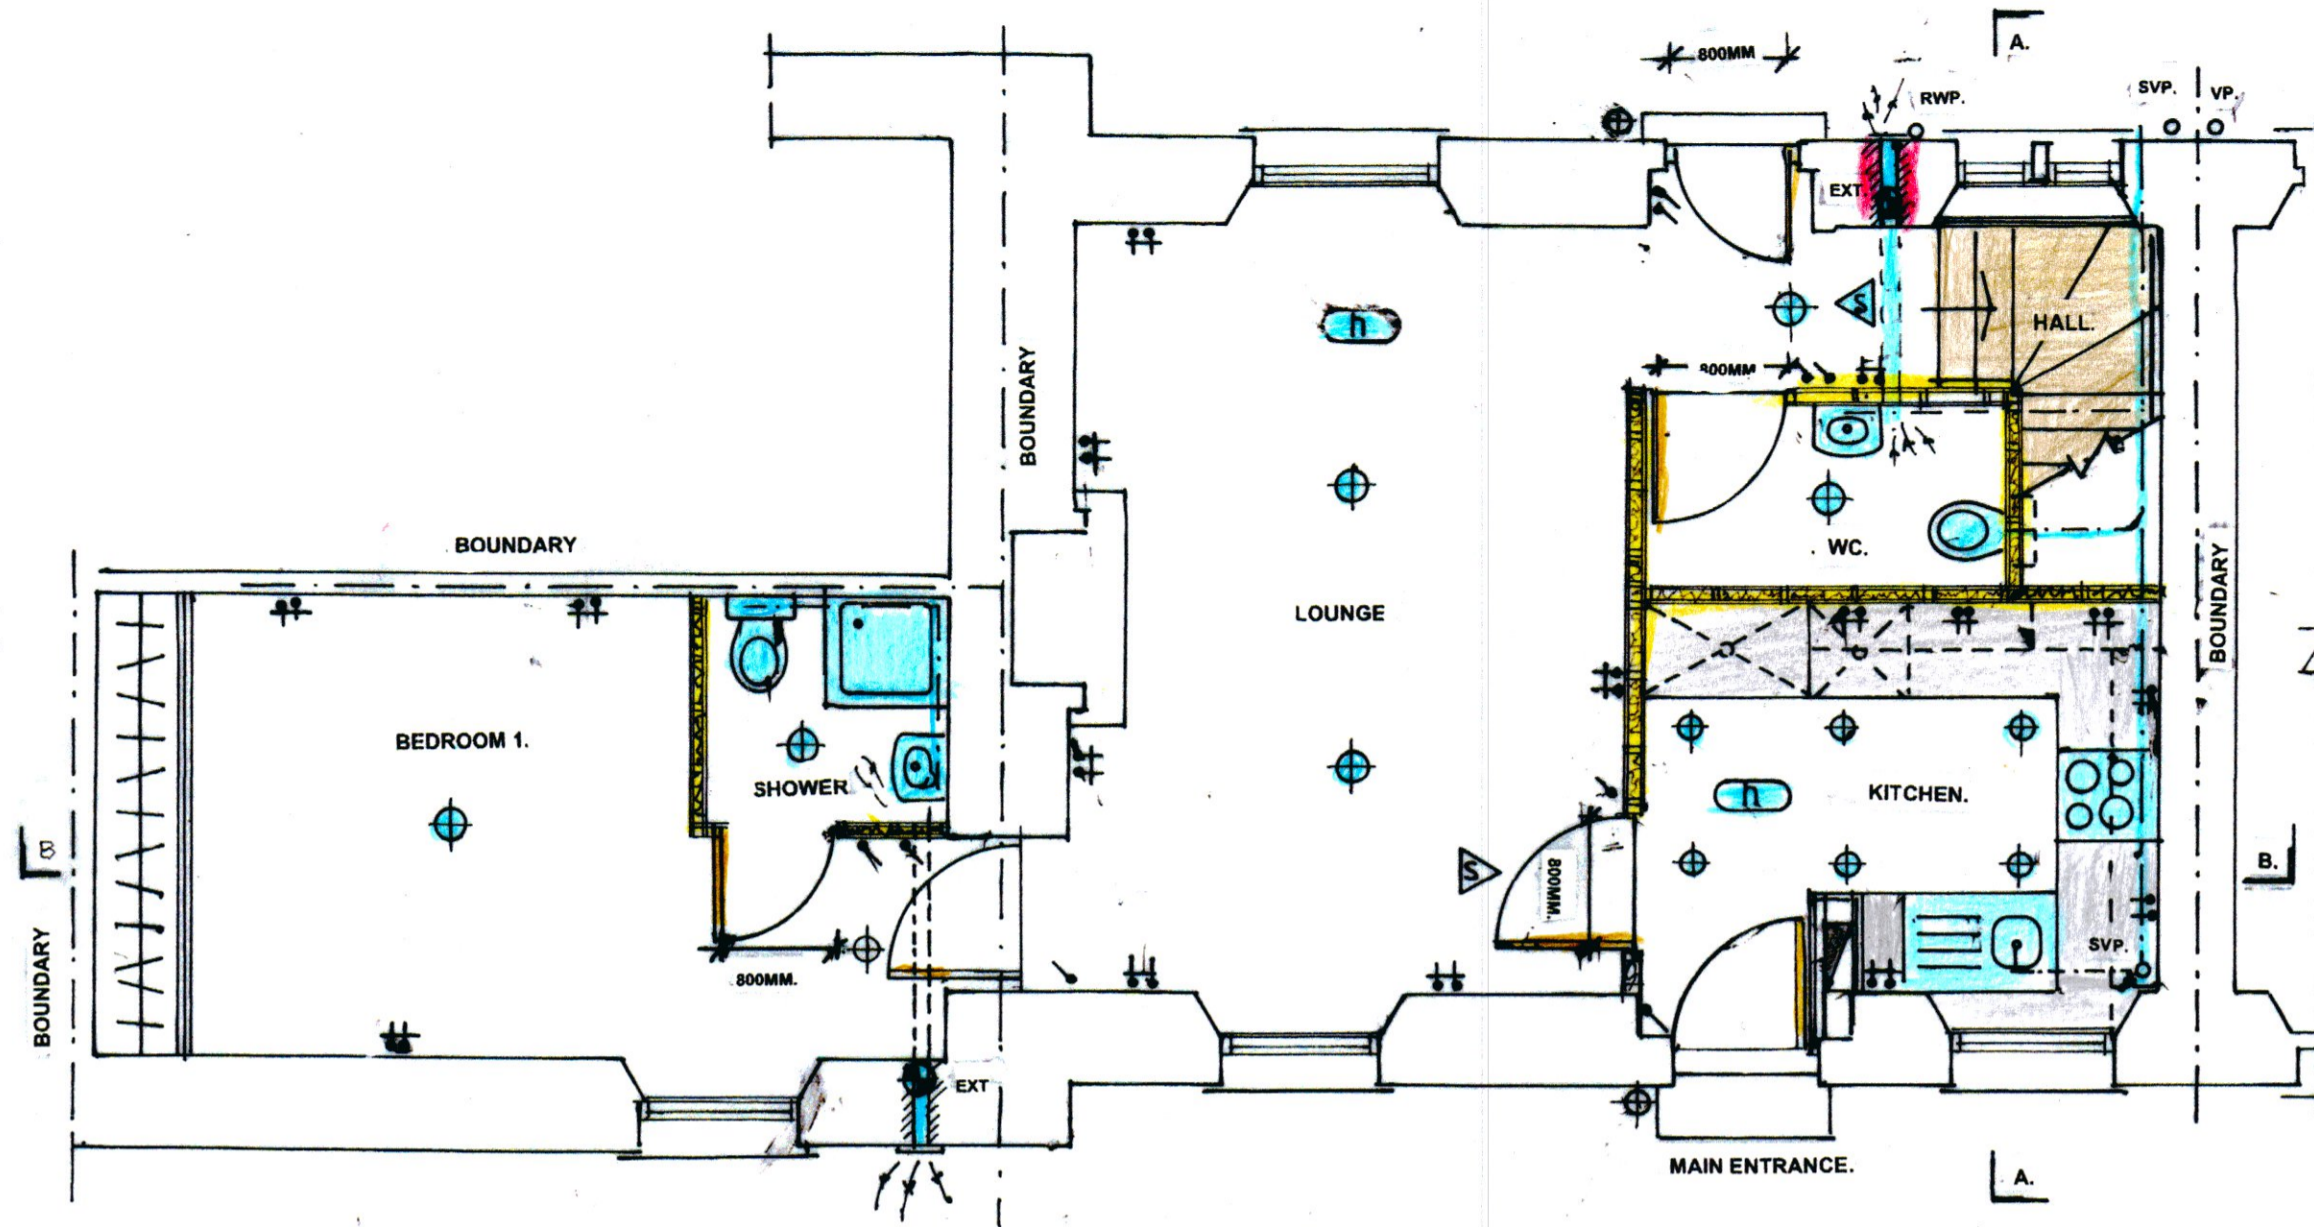 A.
800MM
RWP.
SVP.
VP.
EXT.
S
h
HALL.
BOUNDARY
800MM
BOUNDARY
WC.
LOUNGE
BOUNDARY
BEDROOM 1.
SHOWER
h
KITCHEN.
B
S
800MM.
B.
SVP.
BOUNDARY
800MM.
EXT
MAIN ENTRANCE.
A.